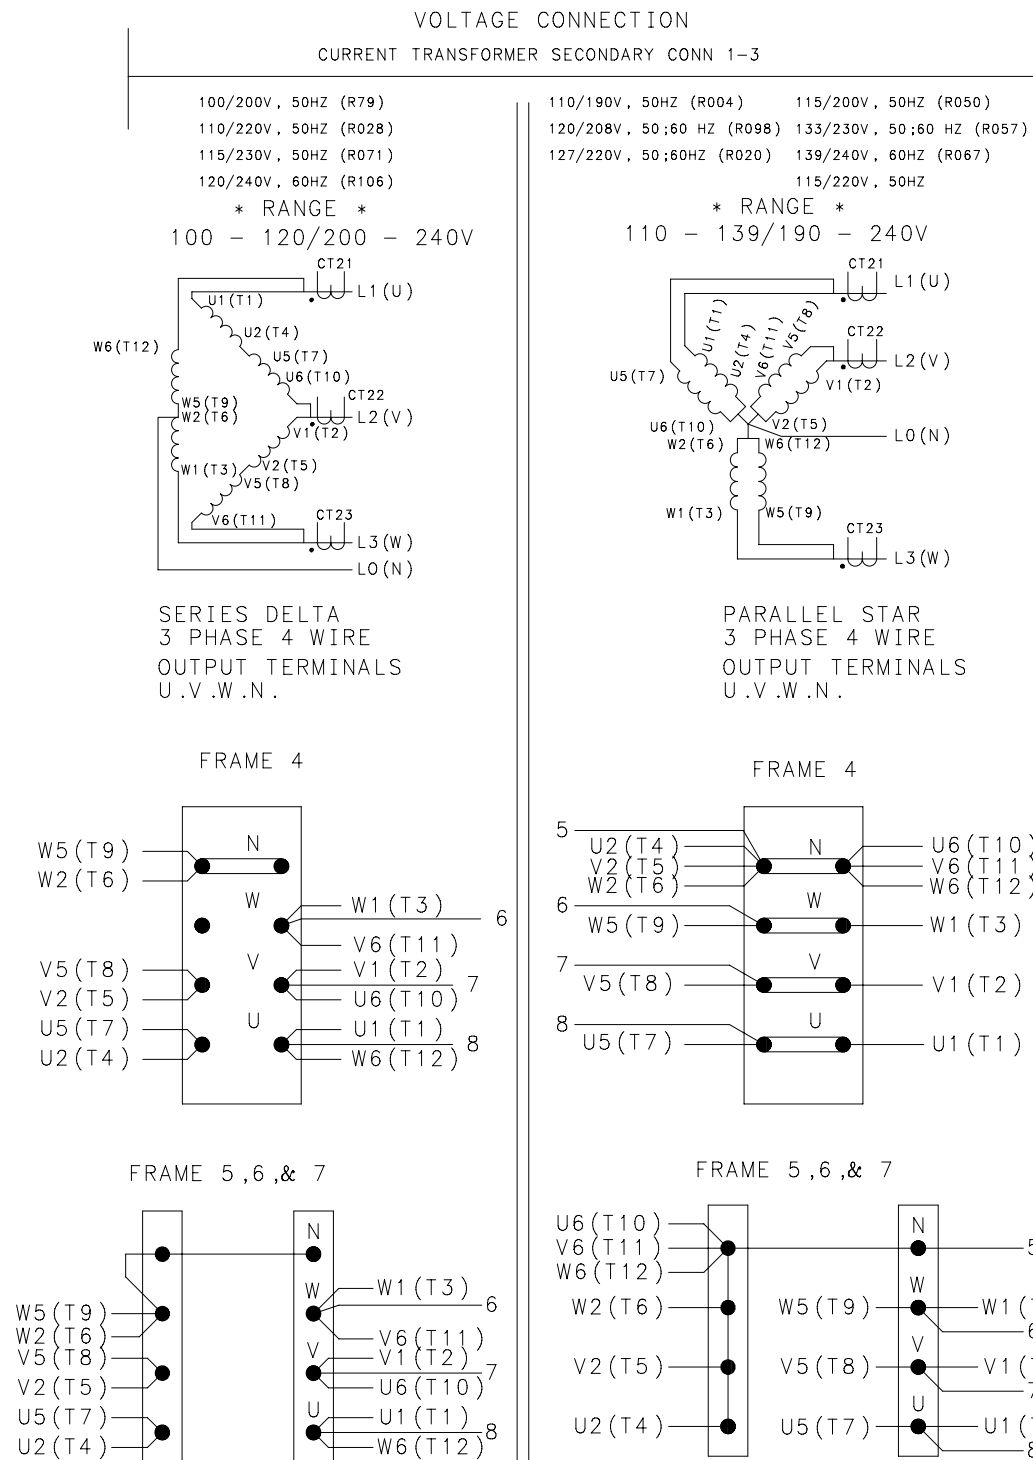 VOLTAGE CONNECTION
CURRENT TRANSFORMER SECONDARY CONN 1-3
100/200V, 50HZ (R79)
110/220V, 50HZ (R028)
115/230V, 50HZ (R071)
120/240V, 60HZ (R106)
* RANGE *
100 - 120/200 - 240V
CT21
L1(U)
U1(T1)
U2(T4)
W6(T12)
U5(T7)
U6(T10)
CT22
W5(T9)
W2(T6)
L2(V)
V1(T2)
W1(T3)
V2(T5)
V5(T8)
V6(T11)
CT23
L3(W)
L0(N)
SERIES DELTA
3 PHASE 4 WIRE
OUTPUT TERMINALS
U.V.W.N.
FRAME 4
W5(T9)
N
W2(T6)
W
W1(T3)
6
V6(T11)
V5(T8)
V
V1(T2)
7
V2(T5)
U6(T10)
U5(T7)
U
U1(T1)
8
U2(T4)
W6(T12)
FRAME 5,6,& 7
N
W
W1(T3)
6
W5(T9)
W2(T6)
V6(T11)
V5(T8)
V
V1(T2)
7
V2(T5)
U6(T10)
U5(T7)
U
U1(T1)
8
U2(T4)
W6(T12)
110/190V, 50HZ (R004) 115/200V, 50HZ (R050)
120/208V, 50;60 HZ (R098) 133/230V, 50;60 HZ (R057)
127/220V, 50;60HZ (R020) 139/240V, 60HZ (R067)
115/220V, 50HZ
* RANGE *
110 - 139/190 - 240V
CT21
L1(U)
U1(T1)
U2(T4)
V6(T11)
V5(T8)
CT22
L2(V)
U5(T7)
V1(T2)
U6(T10)
V2(T5)
L0(N)
W2(T6)
W6(T12)
W1(T3)
W5(T9)
CT23
L3(W)
PARALLEL STAR
3 PHASE 4 WIRE
OUTPUT TERMINALS
U.V.W.N.
FRAME 4
5
U2(T4)
N
U6(T10)
V2(T5)
V6(T11)
W2(T6)
W6(T12)
6
W
W5(T9)
W1(T3)
7
V
V5(T8)
V1(T2)
8
U
U5(T7)
U1(T1)
FRAME 5,6,& 7
U6(T10)
N
V6(T11)
5
W6(T12)
W
W2(T6)
W5(T9)
W1(
6
V
V2(T5)
V5(T8)
V1(
U
U2(T4)
U5(T7)
U1(
8